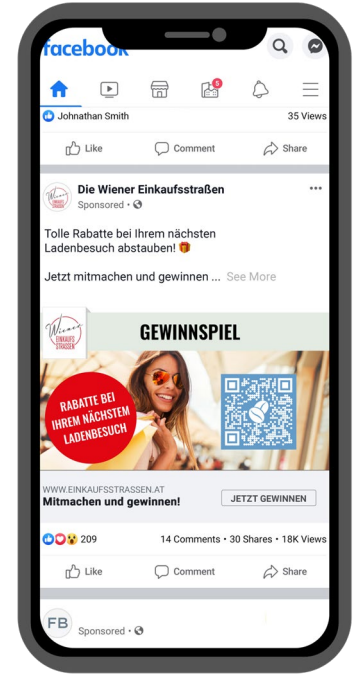 facebook
5
Johnathan Smith 35 Views
Like Comment Share
Die Wiener Einkaufsstraßen
Sponsored •
Tolle Rabatte bei Ihrem nächsten
Ladenbesuch abstauben! 🎁
Jetzt mitmachen und gewinnen ... See More
Wiener
EINKAUFS
STRASSEN
GEWINNSPIEL
RABATTE BEI
IHREM NÄCHSTEM
LADENBESUCH
WWW.EINKAUFSSTRASSEN.AT
Mitmachen und gewinnen!
JETZT GEWINNEN
209 14 Comments • 30 Shares • 18K Views
Like Comment Share
FB
Sponsored •